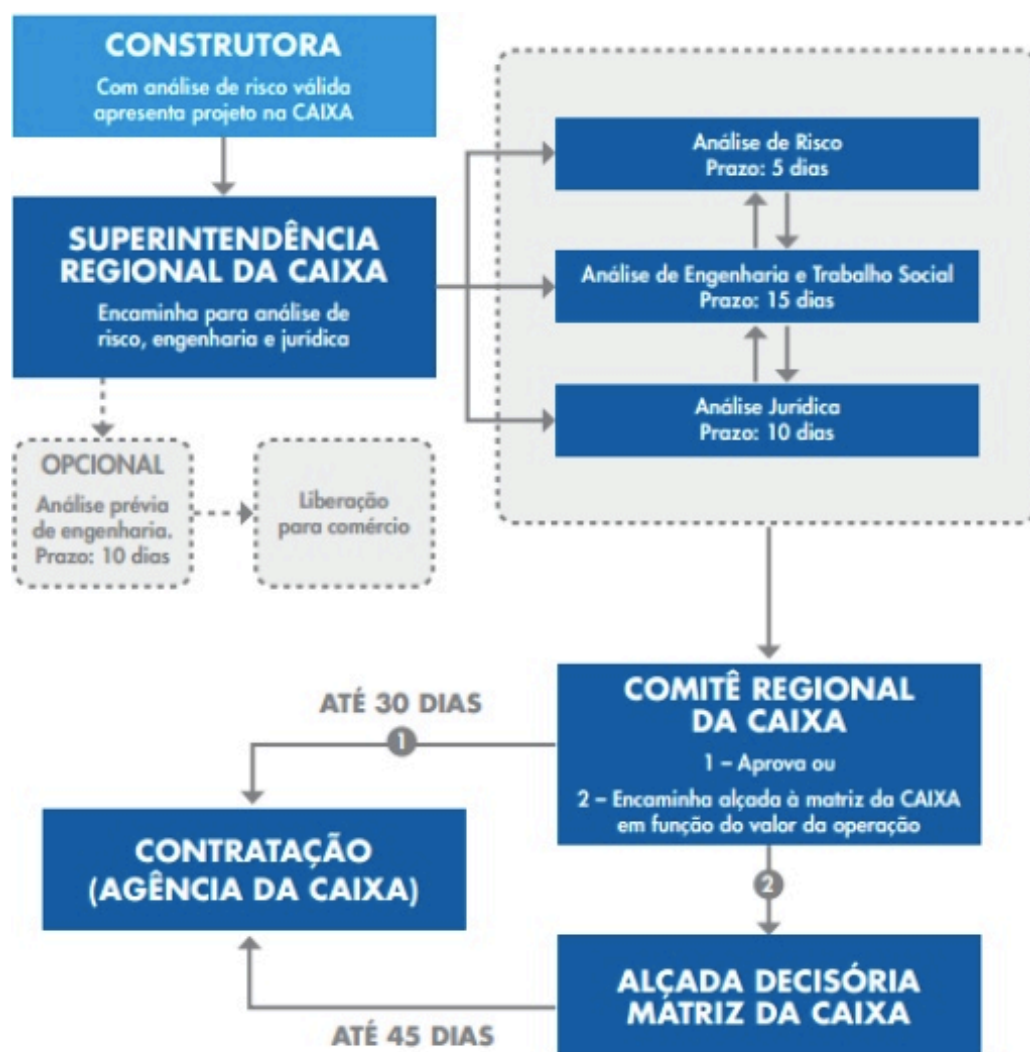 CONSTRUTORA
Com análise de risco válida
apresenta projeto na CAIXA
SUPERINTENDÊNCIA
REGIONAL DA CAIXA
Encaminha para análise de
risco, engenharia e jurídica
OPCIONAL
Análise prévia
de engenharia.
Prazo: 10 dias
Liberação
para comércio
Análise de Risco
Prazo: 5 dias
Análise de Engenharia e Trabalho Social
Prazo: 15 dias
Análise Jurídica
Prazo: 10 dias
COMITÊ REGIONAL
DA CAIXA
1 – Aprova ou
2 – Encaminha alçada à matriz da CAIXA
em função do valor da operação
ATÉ 30 DIAS
1
CONTRATAÇÃO
(AGÊNCIA DA CAIXA)
2
ALÇADA DECISÓRIA
MATRIZ DA CAIXA
ATÉ 45 DIAS